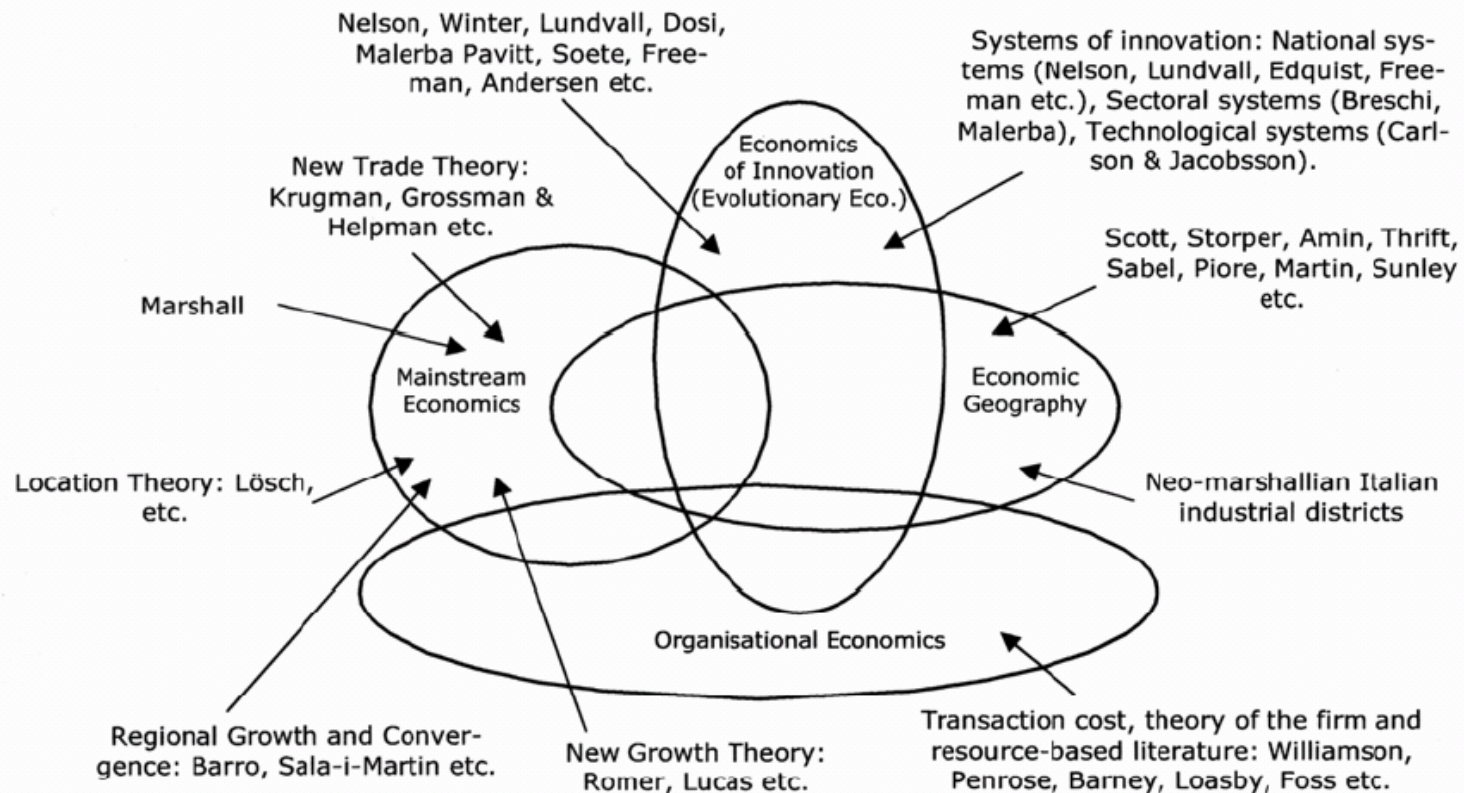 Nelson, Winter, Lundvall, Dosi,
Malerba Pavitt, Soete, Free-
man, Andersen etc.
Systems of innovation: National sys-
tems (Nelson, Lundvall, Edquist, Free-
man etc.), Sectoral systems (Breschi,
Malerba), Technological systems (Carl-
son & Jacobsson).
Economics
of Innovation
(Evolutionary Eco.)
New Trade Theory:
Krugman, Grossman &
Helpman etc.
Scott, Storper, Amin, Thrift,
Sabel, Piore, Martin, Sunley
etc.
Marshall
Mainstream
Economics
Economic
Geography
Location Theory: Lösch,
etc.
Neo-marshallian Italian
industrial districts
Organisational Economics
Regional Growth and Conver-
gence: Barro, Sala-i-Martin etc.
New Growth Theory:
Romer, Lucas etc.
Transaction cost, theory of the firm and
resource-based literature: Williamson,
Penrose, Barney, Loasby, Foss etc.